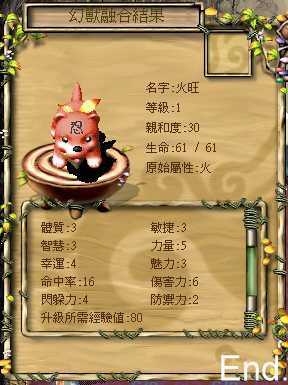 幻獸融合結果
名字:火旺
等級:1
親和度:30
生命:61 / 61
原始屬性:火
忍
體質:3 敏捷:3
智慧:3 力量:5
幸運:4 魅力:3
命中率:16 傷害力:6
閃躲力:4 防禦力:2
升級所需經驗值:80
End.